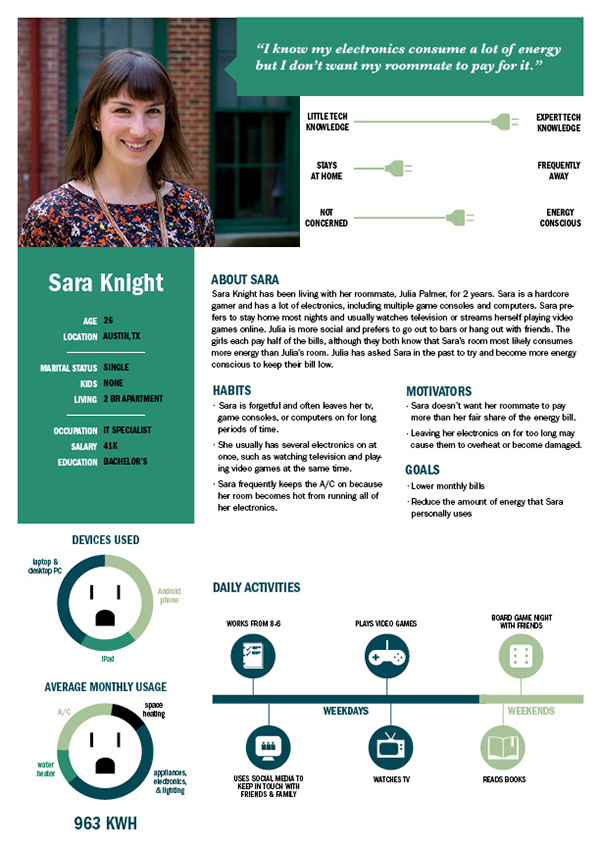 “I know my electronics consume a lot of energy
but I don’t want my roommate to pay for it.”
LITTLE TECH
KNOWLEDGE
EXPERT TECH
KNOWLEDGE
STAYS
AT HOME
FREQUENTLY
AWAY
NOT
CONCERNED
ENERGY
CONSCIOUS
Sara Knight
AGE 26
LOCATION AUSTIN, TX
MARITAL STATUS SINGLE
KIDS NONE
LIVING 2 BR APARTMENT
OCCUPATION IT SPECIALIST
SALARY 41K
EDUCATION BACHELOR’S
ABOUT SARA
Sara Knight has been living with her roommate, Julia Palmer, for 2 years. Sara is a hardcore
gamer and has a lot of electronics, including multiple game consoles and computers. Sara pre-
fers to stay home most nights and usually watches television or streams herself playing video
games online. Julia is more social and prefers to go out to bars or hang out with friends. The
girls each pay half of the bills, although they both know that Sara’s room most likely consumes
more energy than Julia’s room. Julia has asked Sara in the past to try and become more energy
conscious to keep their bill low.
HABITS
· Sara is forgetful and often leaves her tv,
game consoles, or computers on for long
periods of time.
· She usually has several electronics on at
once, such as watching television and play-
ing video games at the same time.
· Sara frequently keeps the A/C on because
her room becomes hot from running all of
her electronics.
MOTIVATORS
· Sara doesn’t want her roommate to pay
more than her fair share of the energy bill.
· Leaving her electronics on for too long may
cause them to overheat or become damaged.
GOALS
· Lower monthly bills
· Reduce the amount of energy that Sara
personally uses
DEVICES USED
laptop &
desktop PC
Android
phone
iPad
AVERAGE MONTHLY USAGE
A/C
space
heating
water
heater
appliances,
electronics,
& lighting
963 KWH
DAILY ACTIVITIES
WORKS FROM 8-6
PLAYS VIDEO GAMES
BOARD GAME NIGHT
WITH FRIENDS
WEEKDAYS
WEEKENDS
USES SOCIAL MEDIA TO
KEEP IN TOUCH WITH
FRIENDS & FAMILY
WATCHES TV
READS BOOKS